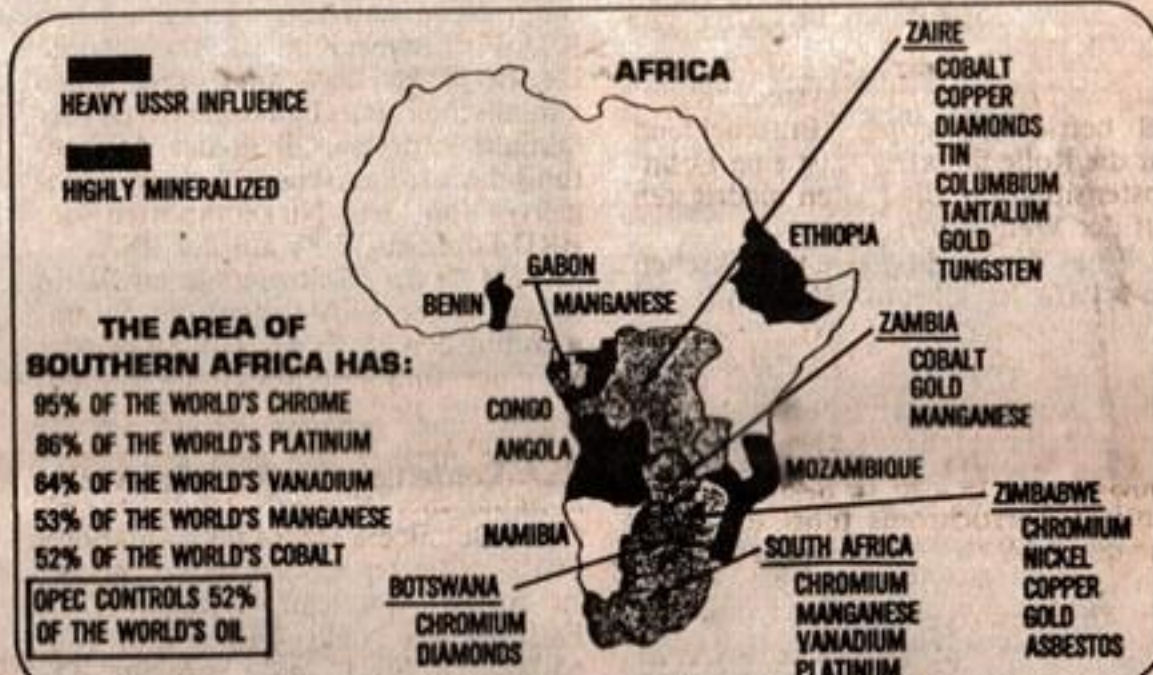 AFRICA
HEAVY USSR INFLUENCE
HIGHLY MINERALIZED
THE AREA OF
SOUTHERN AFRICA HAS:
95% OF THE WORLD'S CHROME
86% OF THE WORLD'S PLATINUM
64% OF THE WORLD'S VANADIUM
53% OF THE WORLD'S MANGANESE
52% OF THE WORLD'S COBALT
OPEC CONTROLS 52%
OF THE WORLD'S OIL
BENIN
GABON
MANGANESE
ETHIOPIA
CONGO
ANGOLA
NAMIBIA
MOZAMBIQUE
ZAIRE
COBALT
COPPER
DIAMONDS
TIN
COLUMBIUM
TANTALUM
GOLD
TUNGSTEN
ZAMBIA
COBALT
GOLD
MANGANESE
ZIMBABWE
CHROMIUM
NICKEL
COPPER
GOLD
ASBESTOS
BOTSWANA
CHROMIUM
DIAMONDS
SOUTH AFRICA
CHROMIUM
MANGANESE
VANADIUM
PLATINUM